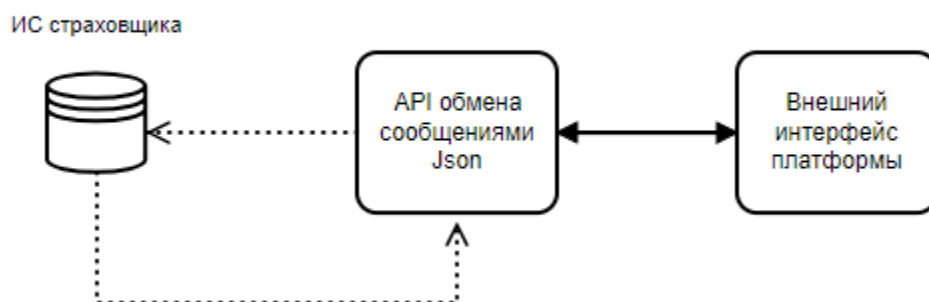 ИС страховщика
API обмена
сообщениями
Json
Внешний
интерфейс
платформы